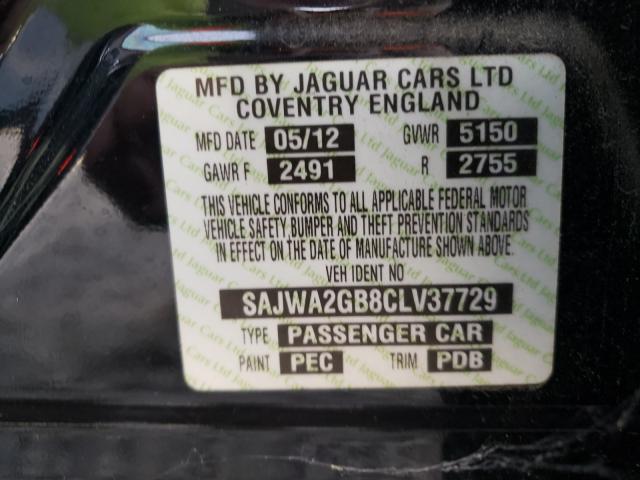 MFD BY JAGUAR CARS LTD
COVENTRY ENGLAND
MFD DATE 05/12 GVWR 5150
GAWR F 2491 R 2755
THIS VEHICLE CONFORMS TO ALL APPLICABLE FEDERAL MOTOR
VEHICLE SAFETY, BUMPER AND THEFT PREVENTION STANDARDS
IN EFFECT ON THE DATE OF MANUFACTURE SHOWN ABOVE.
VEH IDENT NO
SAJWA2GB8CLV37729
TYPE PASSENGER CAR
PAINT PEC TRIM PDB